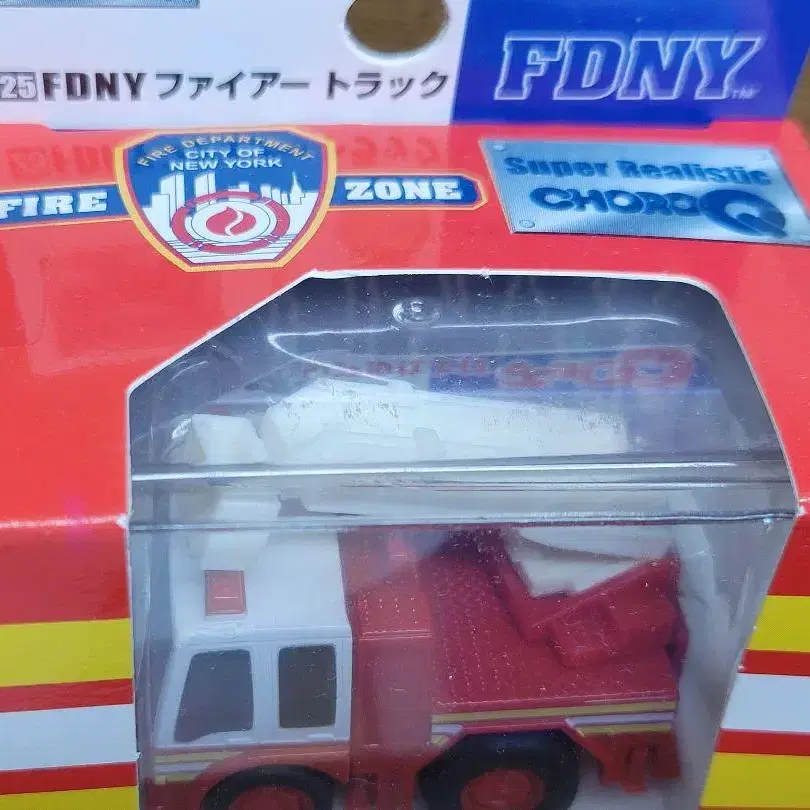 25 FDNY ファイアー トラック
FDNY™
FIRE DEPARTMENT
CITY OF
NEW YORK
FIRE ZONE
Super Realistic
CHORO Q